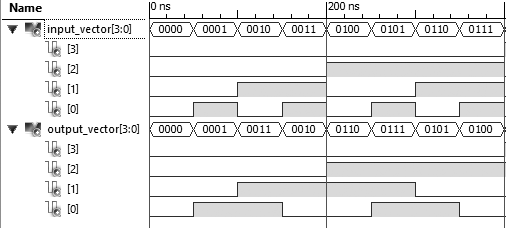 Name 0 ns 200 ns
input_vector[3:0] 0000 0001 0010 0011 0100 0101 0110 0111
[3]
[2]
[1]
[0]
output_vector[3:0] 0000 0001 0011 0010 0110 0111 0101 0100
[3]
[2]
[1]
[0]